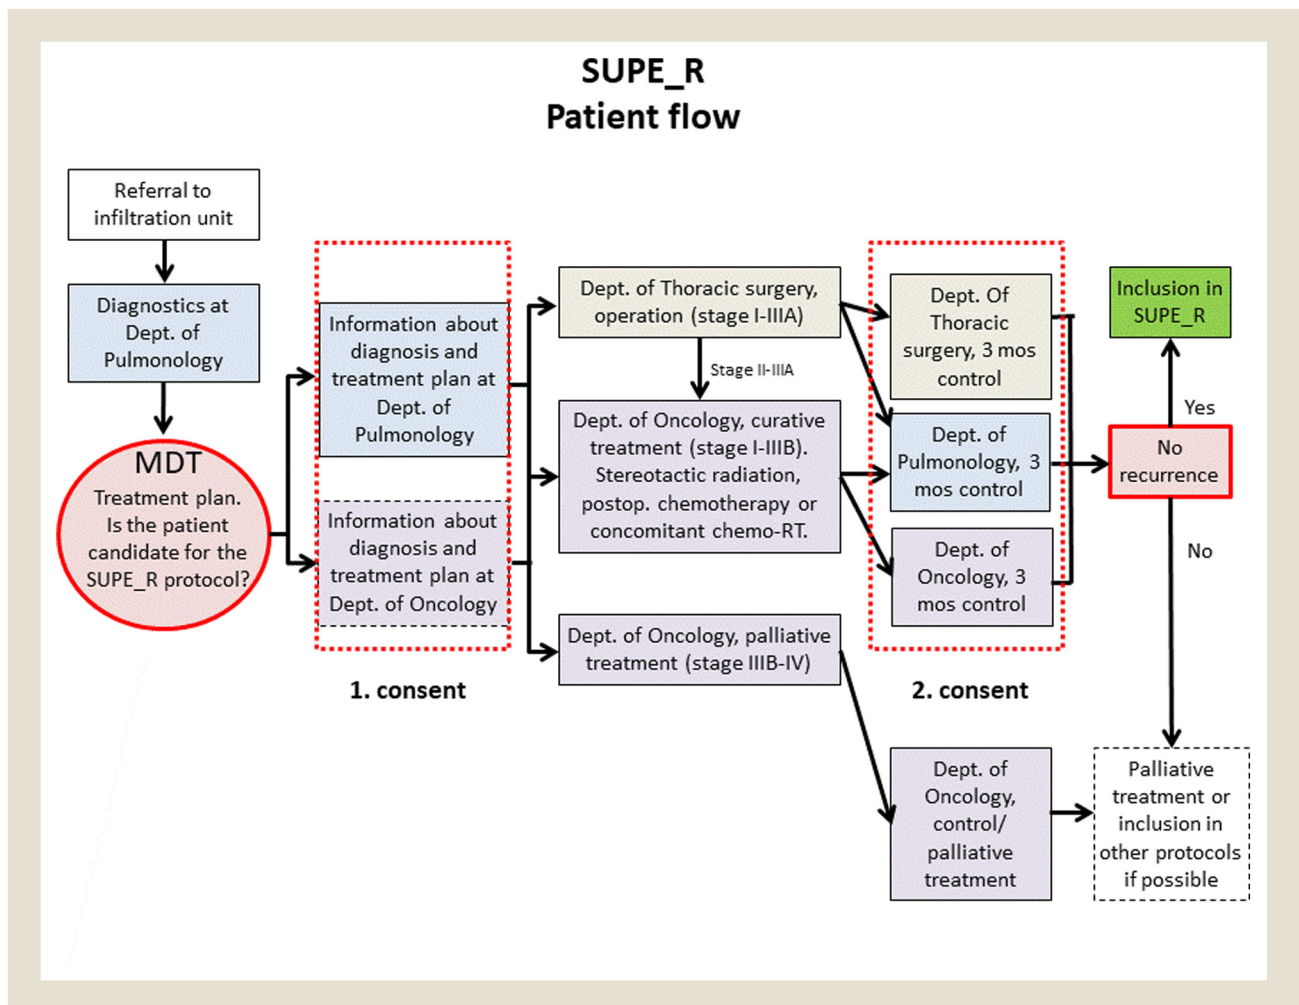 SUPE_R
Patient flow
Referral to
infiltration unit
Diagnostics at
Dept. of
Pulmonology
MDT
Treatment plan.
Is the patient
candidate for the
SUPE_R protocol?
Information about
diagnosis and
treatment plan at
Dept. of
Pulmonology
Information about
diagnosis and
treatment plan at
Dept. of Oncology
1. consent
Dept. of Thoracic surgery,
operation (stage I-IIIA)
Stage II-IIIA
Dept. of Oncology, curative
treatment (stage I-IIIB).
Stereotactic radiation,
postop. chemotherapy or
concomitant chemo-RT.
Dept. of Oncology, palliative
treatment (stage IIIB-IV)
Dept. Of
Thoracic
surgery, 3 mos
control
Dept. of
Pulmonology, 3
mos control
Dept. of
Oncology, 3
mos control
2. consent
Dept. of
Oncology,
control/
palliative
treatment
Inclusion in
SUPE_R
Yes
No
recurrence
No
Palliative
treatment or
inclusion in
other protocols
if possible